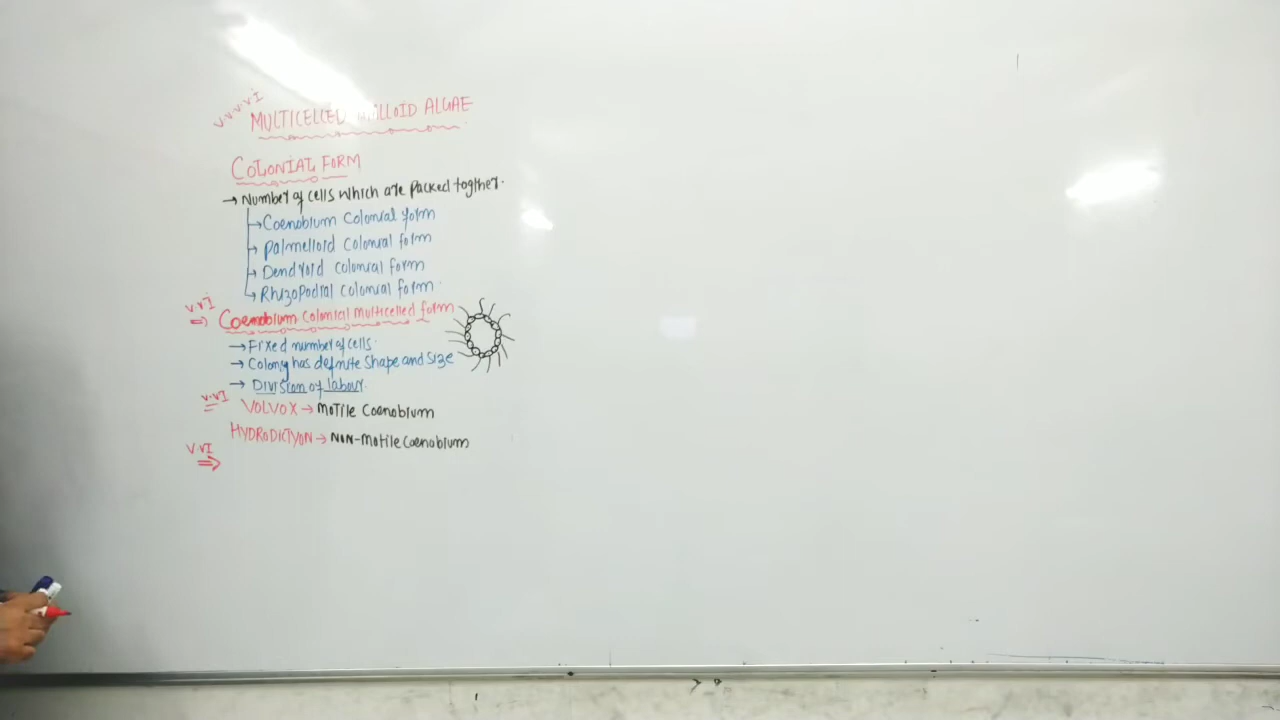 V.V.V.V.I
MULTICELLED ALGAE
COLONIAL FORM
→ Number of cells which are packed togther.
→ Coenobium colonial form
→ Palmelloid colonial form
→ Dendroid colonial form
→ Rhizopodial colonial form
V.V.I
⇒ Coenobium colonial multicelled form
→ Fixed number of cells.
→ Colony has definite shape and size
→ Division of labour.
V.V.I
VOLVOX → Motile Coenobium
HYDRODICTYON → NON-Motile Coenobium
V.V.I
⇒